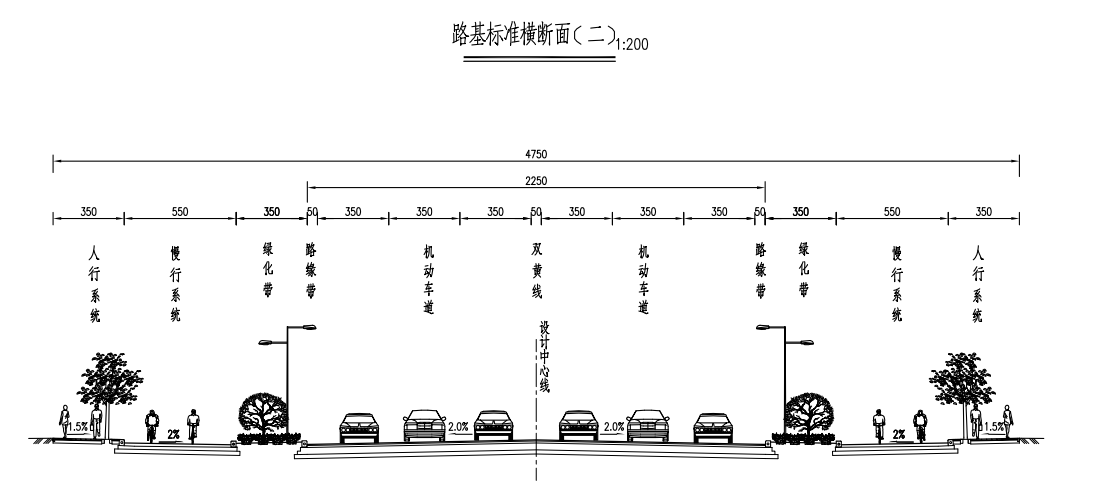 路基标准横断面(二)1:200
4750
2250
350 550 350 50 350 350 350 50 350 350 350 50 350 550 350
人行系统
慢行系统
绿化带
路缘带
机动车道
双黄线
机动车道
路缘带
绿化带
慢行系统
人行系统
设计中心线
1.5% 2% 2.0% 2.0% 2% 1.5%